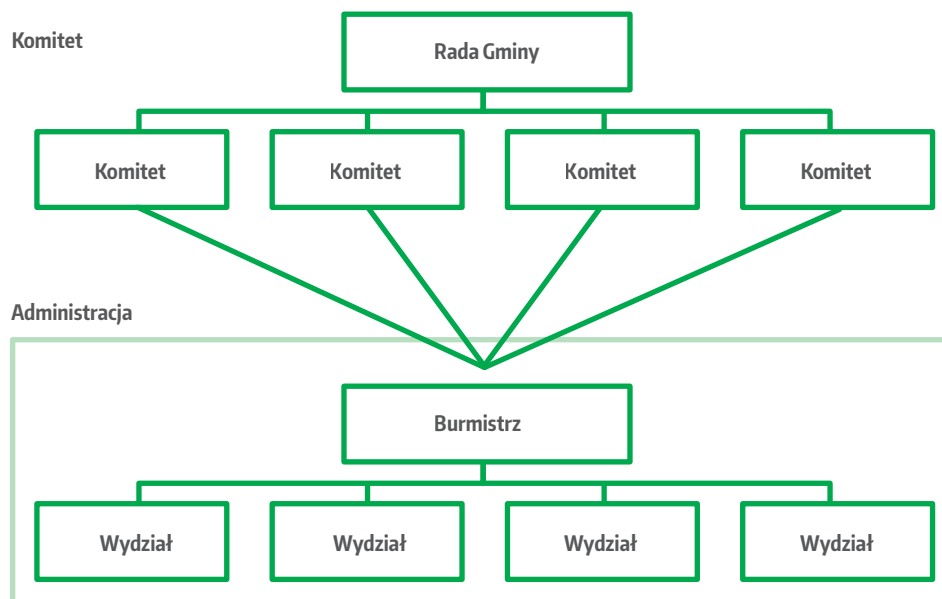 Komitet
Rada Gminy
Komitet
Komitet
Komitet
Komitet
Administracja
Burmistrz
Wydział
Wydział
Wydział
Wydział